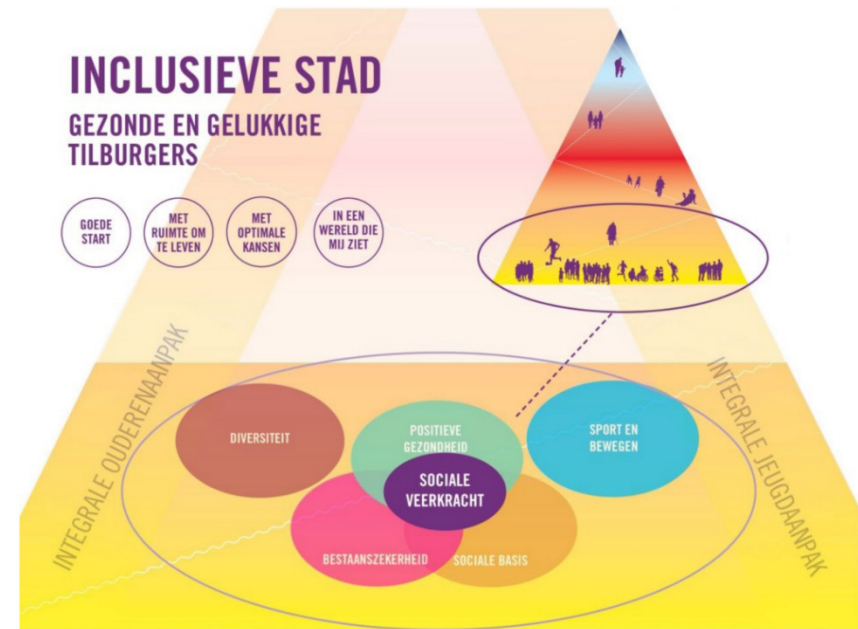 INCLUSIEVE STAD
GEZONDE EN GELUKKIGE
TILBURGERS
GOEDE
START
MET
RUIMTE OM
TE LEVEN
MET
OPTIMALE
KANSEN
IN EEN
WERELD DIE
MIJ ZIET
INTEGRALE OUDERENAANPAK
INTEGRALE JEUGDAANPAK
DIVERSITEIT
POSITIEVE
GEZONDHEID
SPORT EN
BEWEGEN
SOCIALE
VEERKRACHT
BESTAANSZEKERHEID
SOCIALE BASIS